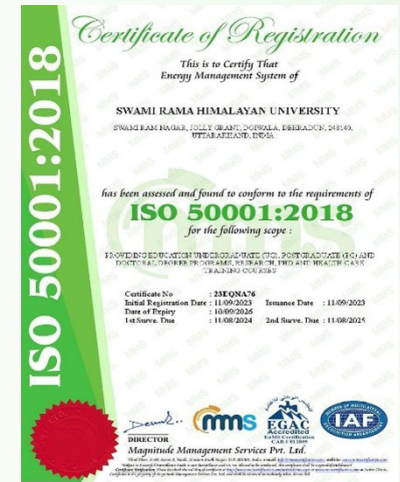 ISO 50001:2018
Certificate of Registration
This is to Certify That
Energy Management System of
SWAMI RAMA HIMALAYAN UNIVERSITY
SWAMI RAM NAGAR, JOLLY GRANT, DOIWALA, DEHRADUN, 248140,
UTTARAKHAND, INDIA
has been assessed and found to conform to the requirements of
ISO 50001:2018
for the following scope :
PROVIDING EDUCATION UNDERGRADUATE (UG), POSTGRADUATE (PG) AND
DOCTORAL DEGREE PROGRAMS, RESEARCH, PHD AND HEALTH CARE
TRAINING COURSES
Certificate No : 23EQNA76
Initial Registration Date : 11/09/2023 Issuance Date : 11/09/2023
Date of Expiry : 10/09/2026
1st Surve. Due : 11/08/2024 2nd Surve. Due : 11/08/2025
DIRECTOR
mms
EGAC
Accredited
EnMS Certification
IAF
Magnitude Management Services Pvt. Ltd.